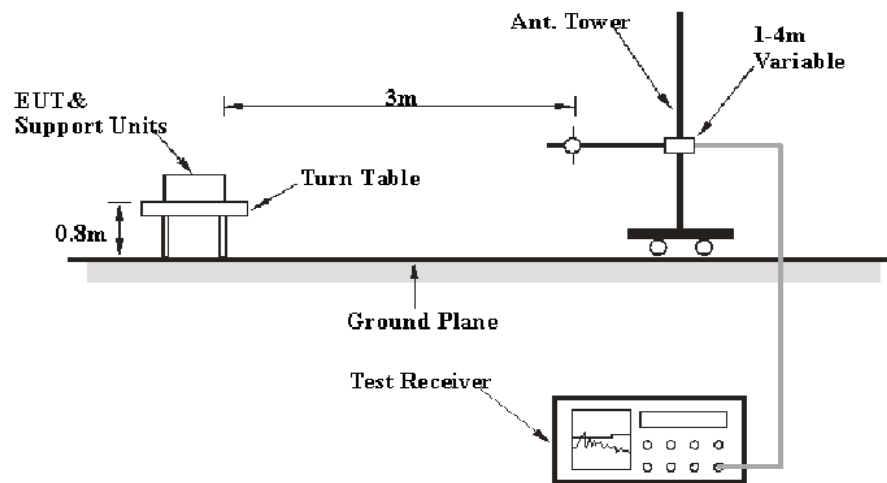 Ant. Tower
1-4m
Variable
3m
EUT&
Support Units
Turn Table
0.8m
Ground Plane
Test Receiver